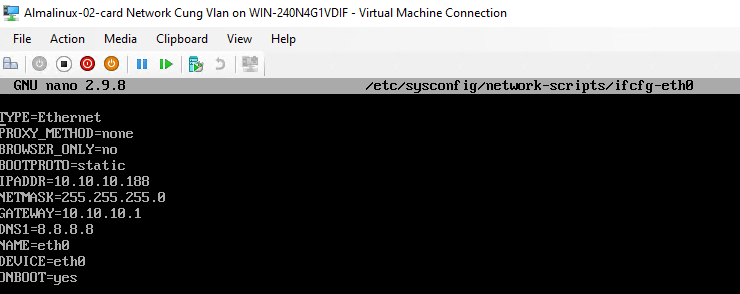 Almalinux-02-card Network Cung Vlan on WIN-240N4G1VDIF - Virtual Machine Connection
File Action Media Clipboard View Help
GNU nano 2.9.8 /etc/sysconfig/network-scripts/ifcfg-eth0
TYPE=Ethernet
PROXY_METHOD=none
BROWSER_ONLY=no
BOOTPROTO=static
IPADDR=10.10.10.188
NETMASK=255.255.255.0
GATEWAY=10.10.10.1
DNS1=8.8.8.8
NAME=eth0
DEVICE=eth0
ONBOOT=yes